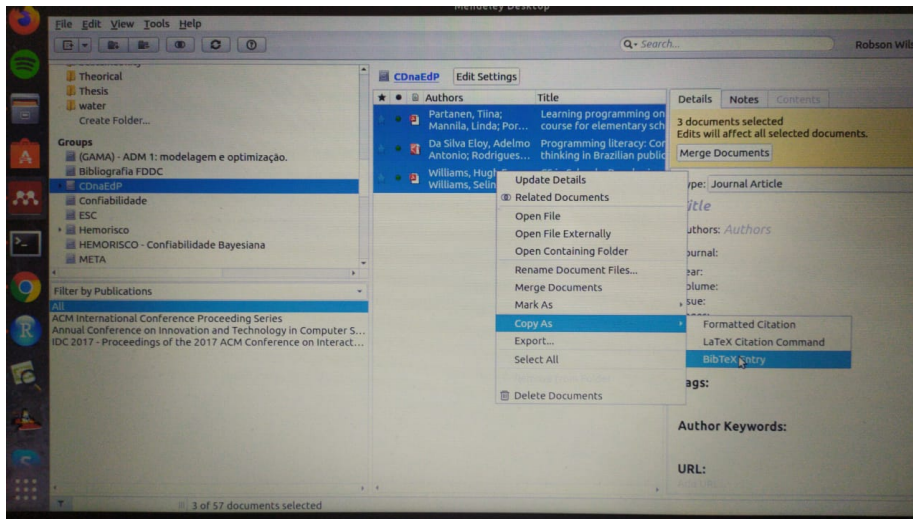 Mendeley Desktop
File Edit View Tools Help
Search...
Robson Wils
Theorical
Thesis
water
Create Folder...
Groups
(GAMA) - ADM 1: modelagem e optimização.
Bibliografia FDDC
CDnaEdP
Confiabilidade
ESC
Hemorisco
HEMORISCO - Confiabilidade Bayesiana
META
Filter by Publications
All
ACM International Conference Proceeding Series
Annual Conference on Innovation and Technology in Computer S...
IDC 2017 - Proceedings of the 2017 ACM Conference on Interact...
CDnaEdP Edit Settings
Authors Title
Partanen, Tiina; Learning programming on
Mannila, Linda; Por... course for elementary sch
Da Silva Eloy, Adelmo Programming literacy: Cor
Antonio; Rodrigues... thinking in Brazilian public
Williams, Hugh
Williams, Selin
Update Details
Related Documents
Open File
Open File Externally
Open Containing Folder
Rename Document Files...
Merge Documents
Mark As
Copy As
Export...
Select All
Delete Documents
Formatted Citation
LaTeX Citation Command
BibTeX Entry
Details Notes Contents
3 documents selected
Edits will affect all selected documents.
Merge Documents
ype: Journal Article
itle
uthors: Authors
ournal:
ear:
olume:
sue:
ags:
Author Keywords:
URL:
3 of 57 documents selected